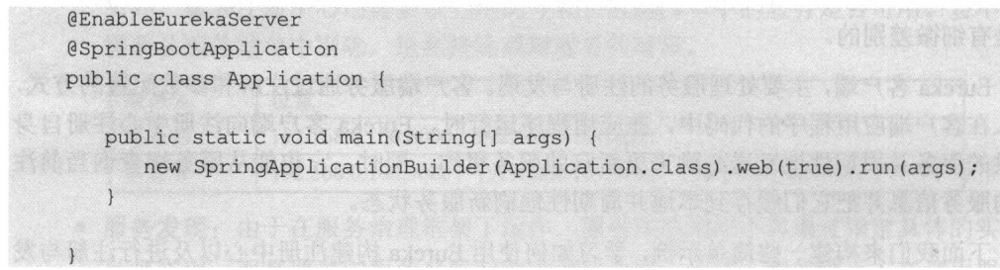 @EnableEurekaServer
@SpringBootApplication
public class Application {
public static void main(String[] args) {
new SpringApplicationBuilder(Application.class).web(true).run(args);
}
}